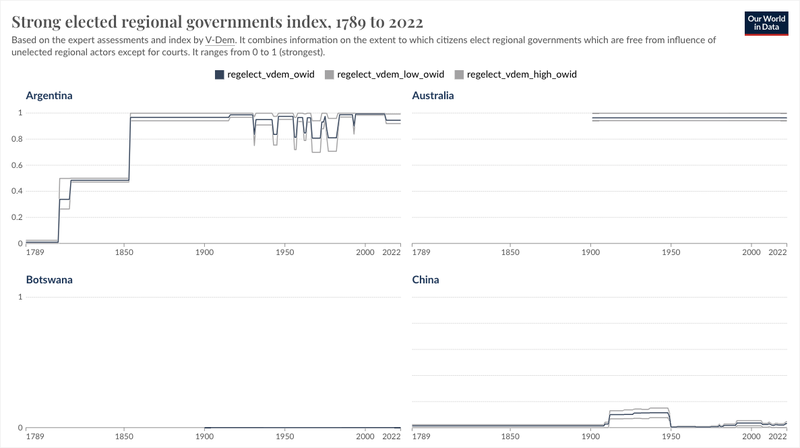 Strong elected regional governments index, 1789 to 2022
Our World
in Data
Based on the expert assessments and index by V-Dem. It combines information on the extent to which citizens elect regional governments which are free from influence of
unelected regional actors except for courts. It ranges from 0 to 1 (strongest).
regelect_vdem_owid regelect_vdem_low_owid regelect_vdem_high_owid
Argentina Australia
1
0.8
0.6
0.4
0.2
0
1789 1850 1900 1950 2000 2022 1789 1850 1900 1950 2000 2022
Botswana China
1
0
1789 1850 1900 1950 2000 2022 1789 1850 1900 1950 2000 2022